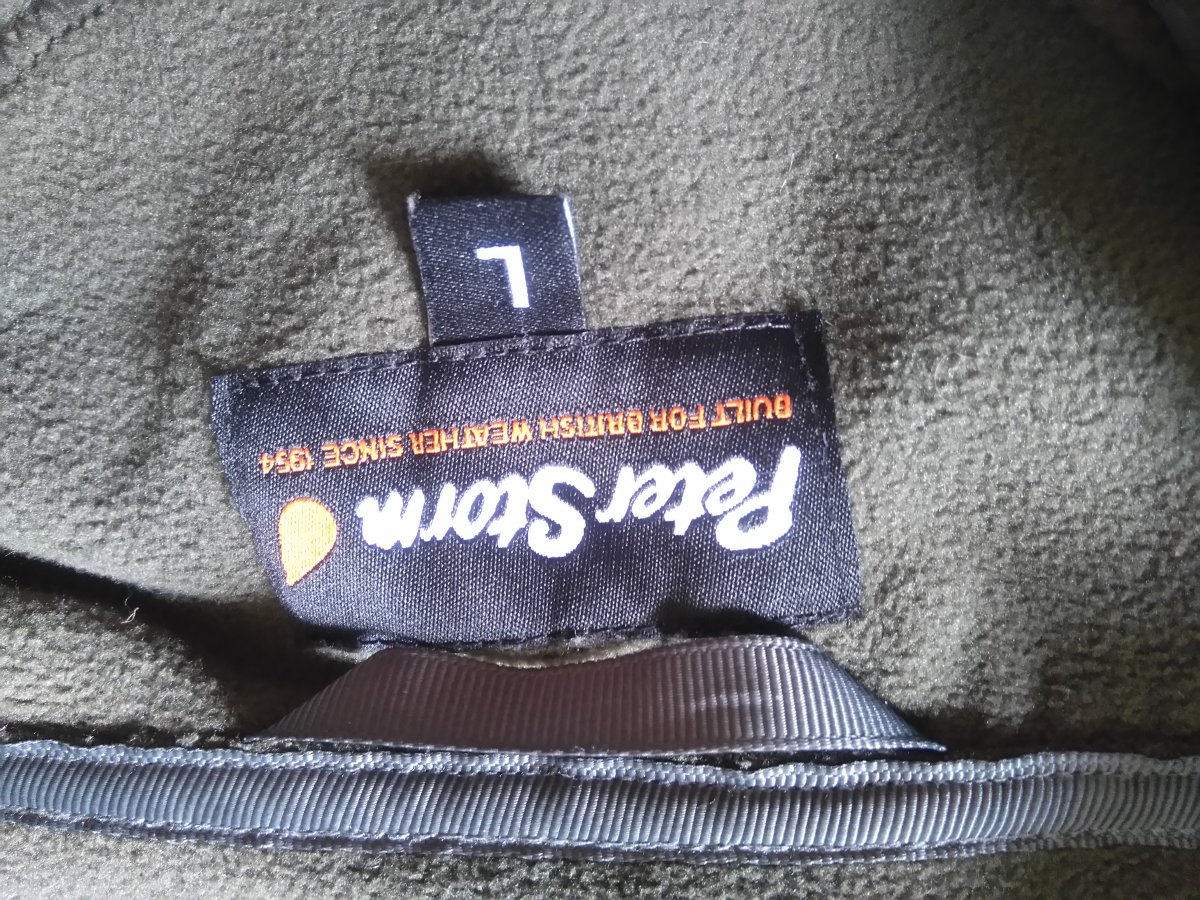 Peter Storm
BUILT FOR BRITISH WEATHER SINCE 1954
L